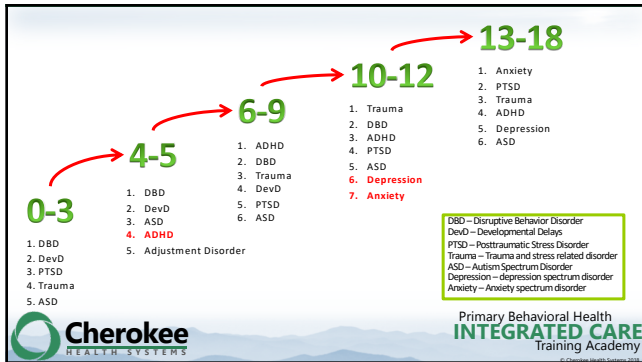 0-3
1. DBD
2. DevD
3. PTSD
4. Trauma
5. ASD
4-5
1. DBD
2. DevD
3. ASD
4. ADHD
5. Adjustment Disorder
6-9
1. ADHD
2. DBD
3. Trauma
4. DevD
5. PTSD
6. ASD
10-12
1. Trauma
2. DBD
3. ADHD
4. PTSD
5. ASD
6. Depression
7. Anxiety
13-18
1. Anxiety
2. PTSD
3. Trauma
4. ADHD
5. Depression
6. ASD
DBD – Disruptive Behavior Disorder
DevD – Developmental Delays
PTSD – Posttraumatic Stress Disorder
Trauma – Trauma and stress related disorder
ASD – Autism Spectrum Disorder
Depression – depression spectrum disorder
Anxiety – Anxiety spectrum disorder
Cherokee
HEALTH SYSTEMS
Primary Behavioral Health
INTEGRATED CARE
Training Academy
© Cherokee Health Systems 2018